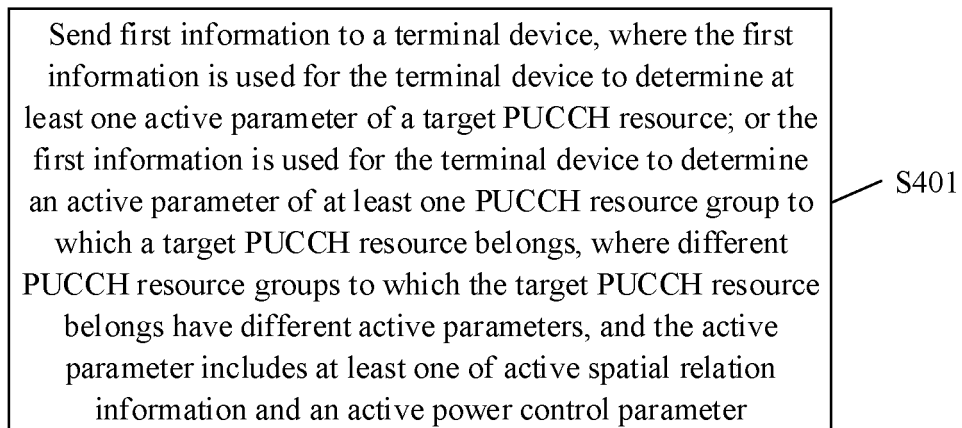 Send first information to a terminal device, where the first
information is used for the terminal device to determine at
least one active parameter of a target PUCCH resource; or the
first information is used for the terminal device to determine
an active parameter of at least one PUCCH resource group to
which a target PUCCH resource belongs, where different
PUCCH resource groups to which the target PUCCH resource
belongs have different active parameters, and the active
parameter includes at least one of active spatial relation
information and an active power control parameter
S401